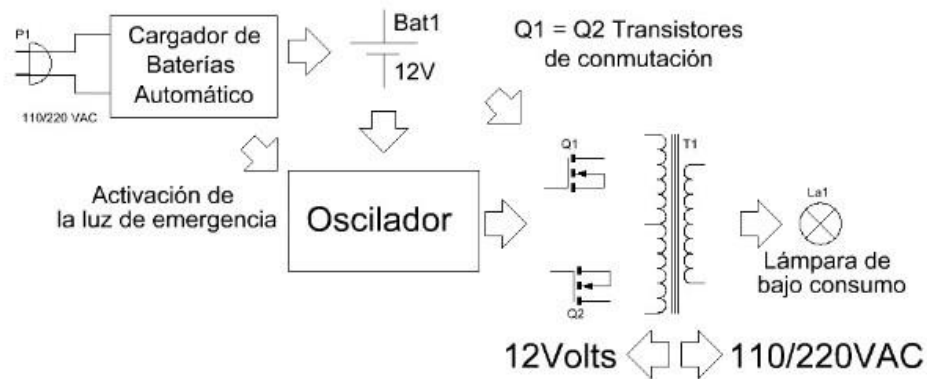 P1
110/220 VAC
Cargador de
Baterías
Automático
Bat1
12V
Q1 = Q2 Transistores
de conmutación
Activación de
la luz de emergencia
Oscilador
Q1
Q2
T1
La1
Lámpara de
bajo consumo
12Volts
110/220VAC